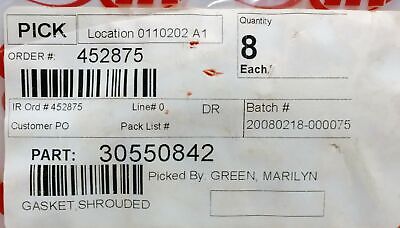 PICK Location 0110202 A1
Quantity
8
Each
ORDER #: 452875
IR Ord # 452875 Line# 0 DR Batch #
Customer PO Pack List # 20080218-000075
PART: 30550842
Picked By: GREEN, MARILYN
GASKET, SHROUDED